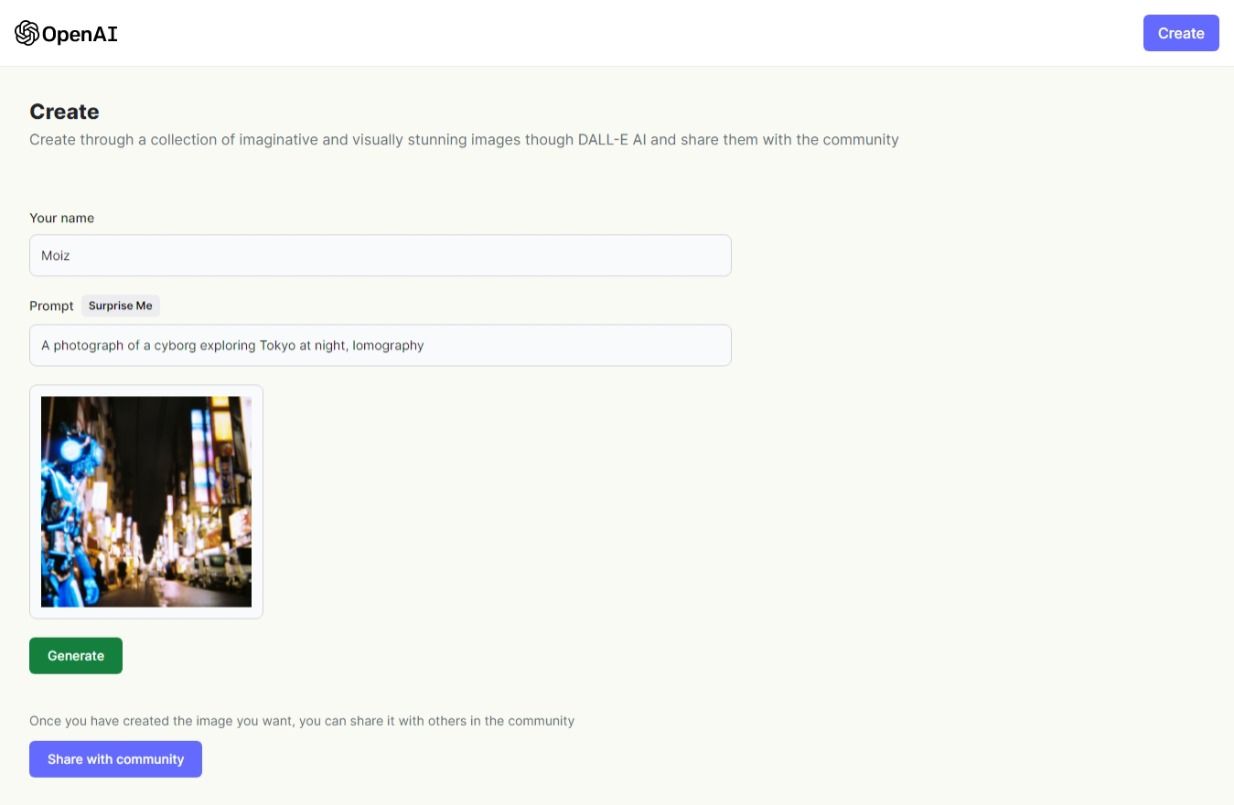 OpenAI
Create
Create
Create through a collection of imaginative and visually stunning images though DALL-E AI and share them with the community
Your name
Moiz
Prompt Surprise Me
A photograph of a cyborg exploring Tokyo at night, lomography
Generate
Once you have created the image you want, you can share it with others in the community
Share with community